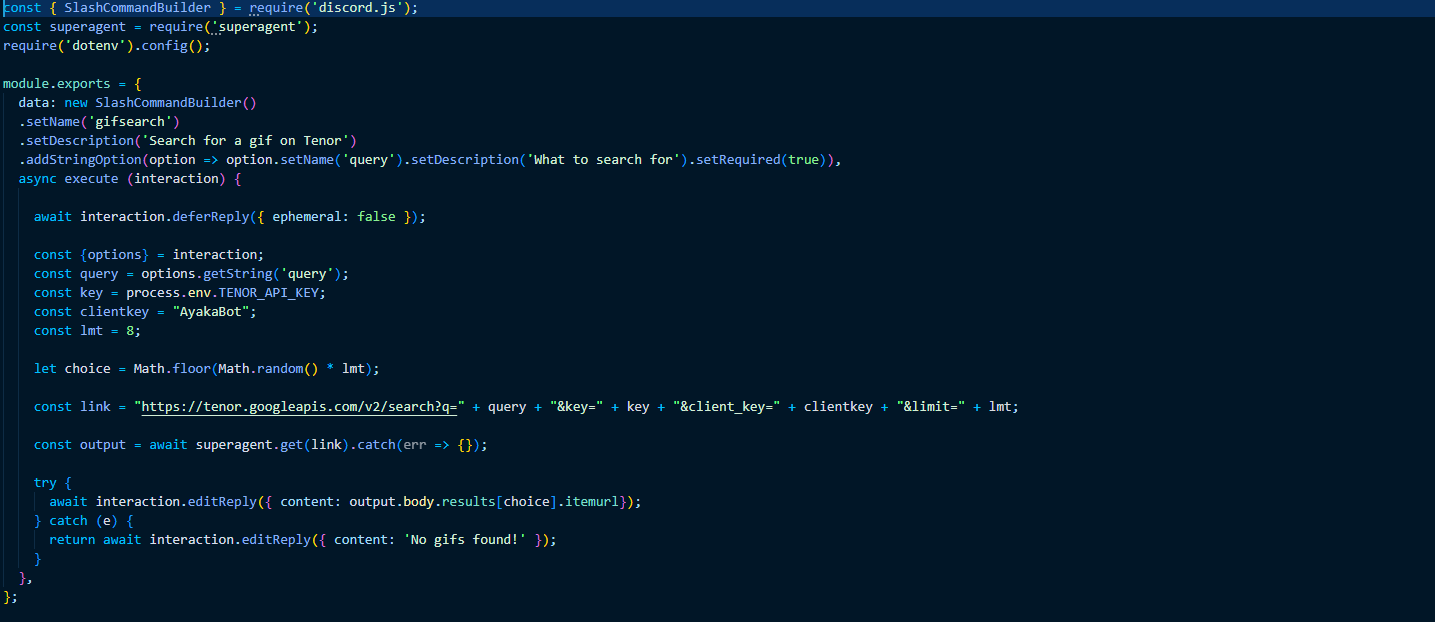 const { SlashCommandBuilder } = require('discord.js');
const superagent = require('superagent');
require('dotenv').config();
module.exports = {
data: new SlashCommandBuilder()
.setName('gifsearch')
.setDescription('Search for a gif on Tenor')
.addStringOption(option => option.setName('query').setDescription('What to search for').setRequired(true)),
async execute (interaction) {
await interaction.deferReply({ ephemeral: false });
const {options} = interaction;
const query = options.getString('query');
const key = process.env.TENOR_API_KEY;
const clientkey = "AyakaBot";
const lmt = 8;
let choice = Math.floor(Math.random() * lmt);
const link = "https://tenor.googleapis.com/v2/search?q=" + query + "&key=" + key + "&client_key=" + clientkey + "&limit=" + lmt;
const output = await superagent.get(link).catch(err => {});
try {
await interaction.editReply({ content: output.body.results[choice].itemurl});
} catch (e) {
return await interaction.editReply({ content: 'No gifs found!' });
}
},
};